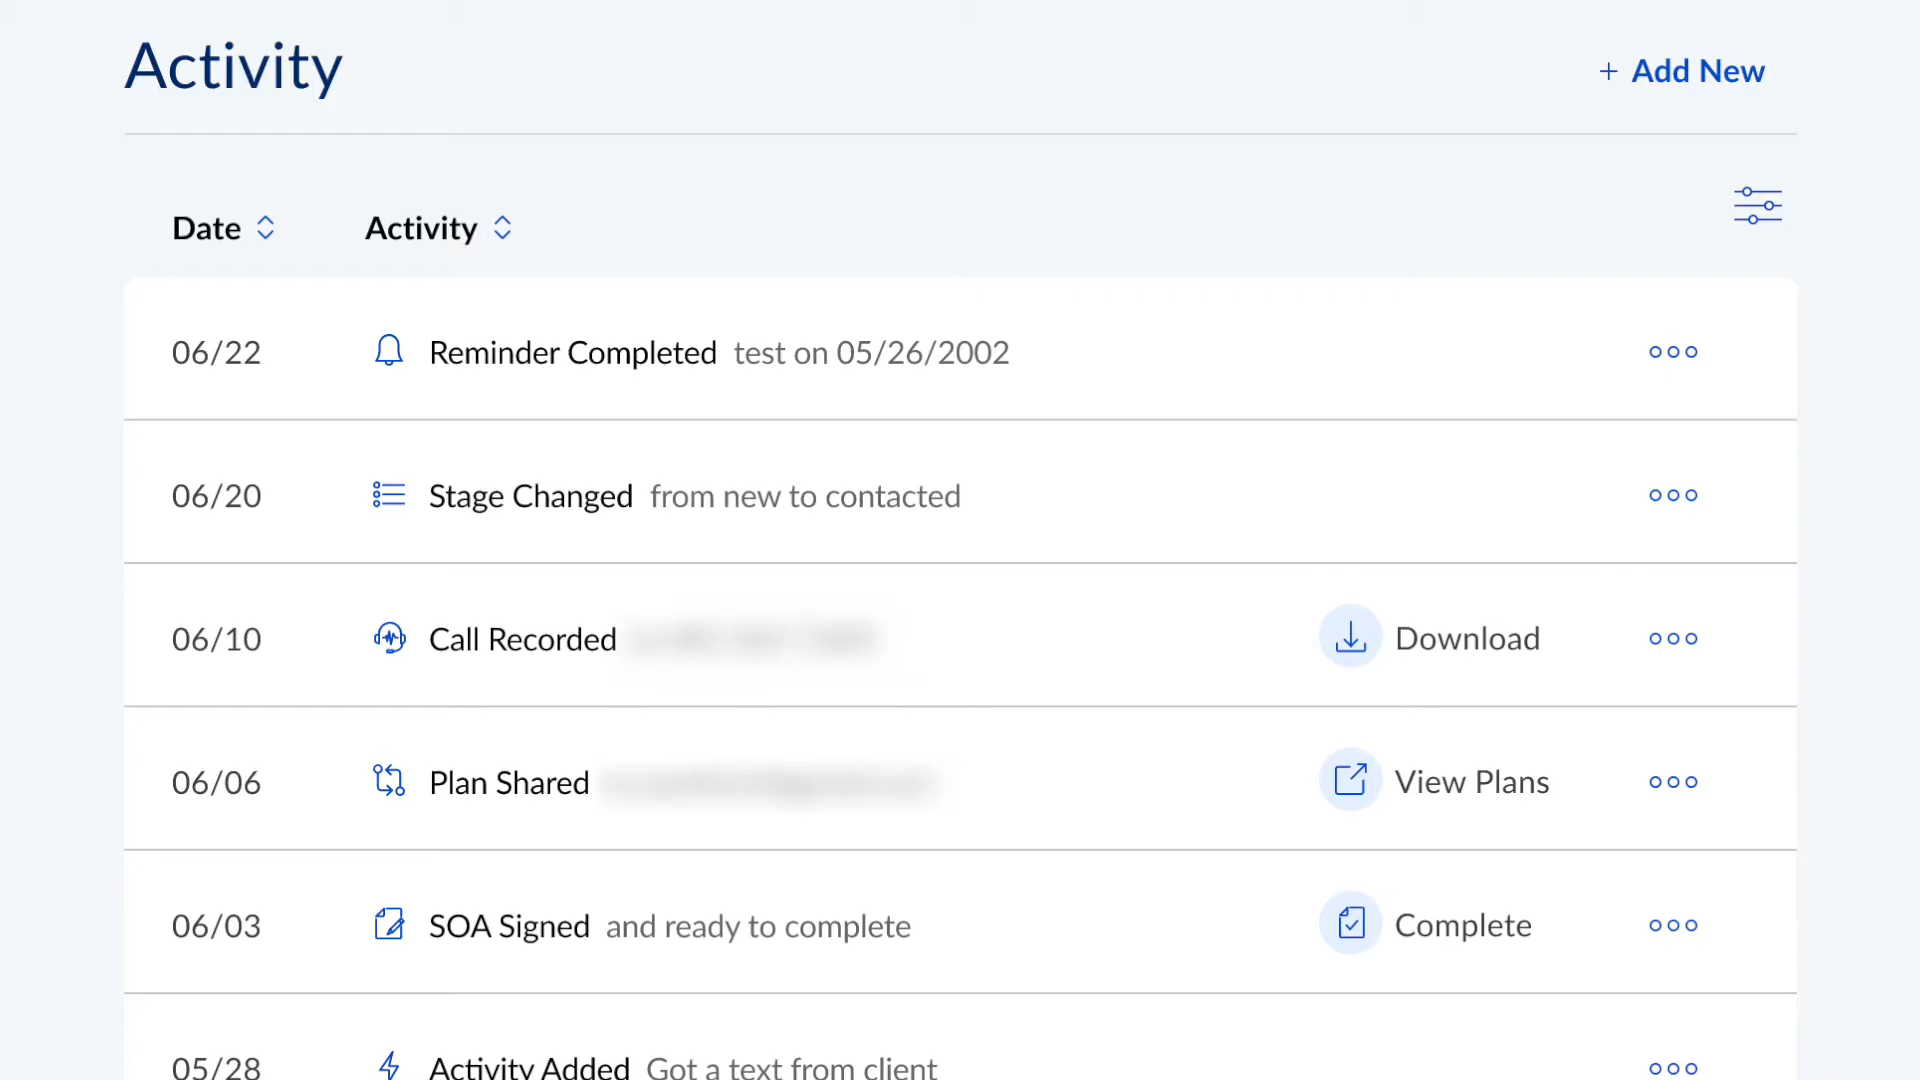 Activity
+ Add New
Date Activity
06/22 Reminder Completed test on 05/26/2002
06/20 Stage Changed from new to contacted
06/10 Call Recorded Download
06/06 Plan Shared View Plans
06/03 SOA Signed and ready to complete Complete
05/28 Activity Added Got a text from client